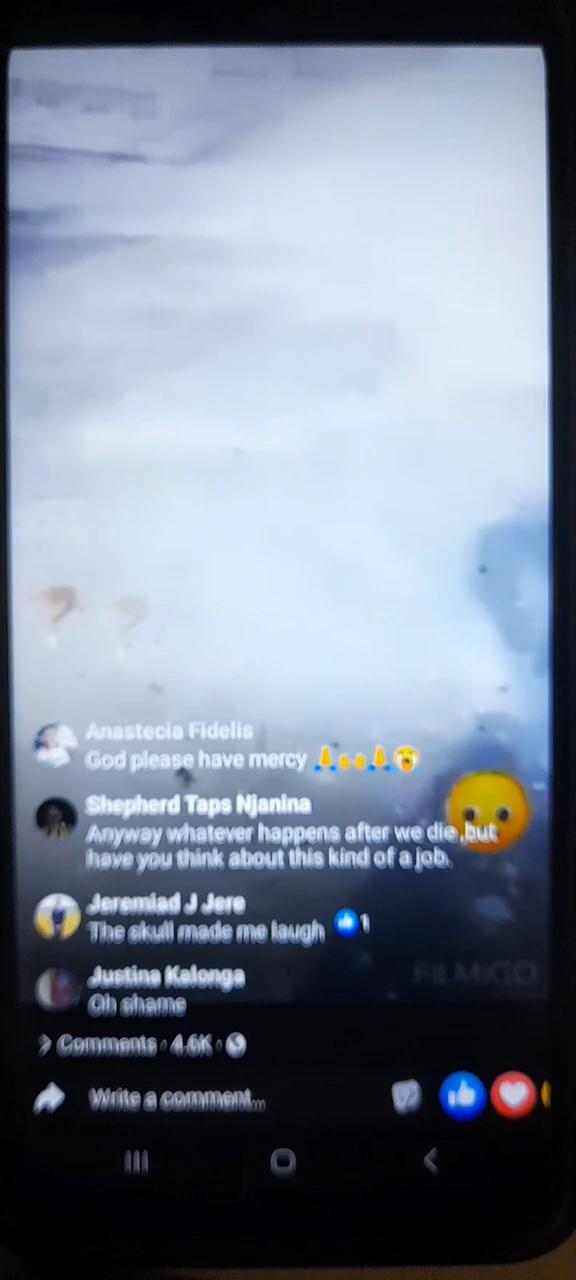 Anastecia Fidelis
God please have mercy 🙏🙏😭
Shepherd Taps Njanina
Anyway whatever happens after we die,but
have you think about this kind of a job.
Jeremiad J Jere
The skull made me laugh 1
Justina Kalonga
Oh shame
FILMIGO
Comments · 4.6K ·
Write a comment...